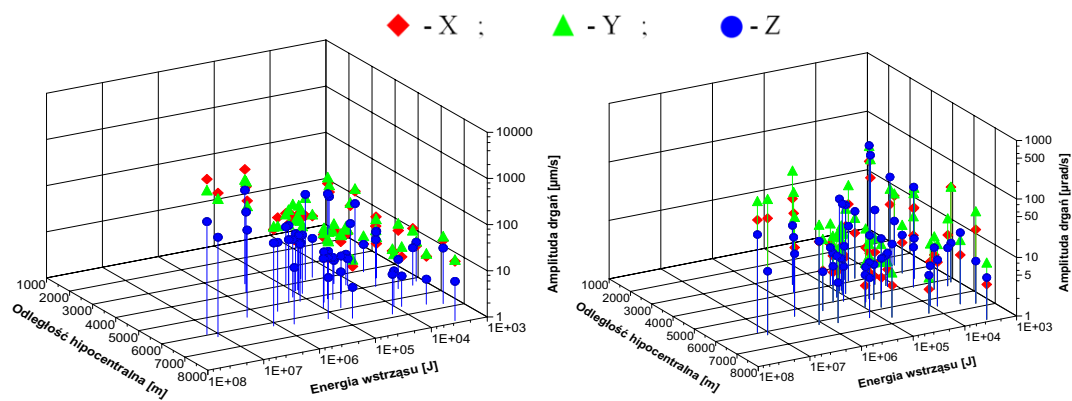 - X ; - Y ; - Z
10000
1000
100
10
1
Amplituda drgań [µm/s]
1000
2000
3000
4000
5000
6000
7000
8000
Odległość hipocentralna [m]
1E+08
1E+07
1E+06
1E+05
1E+04
1E+03
Energia wstrząsu [J]
1000
500
100
50
10
5
1
Amplituda drgań [µrad/s]
1000
2000
3000
4000
5000
6000
7000
8000
Odległość hipocentralna [m]
1E+08
1E+07
1E+06
1E+05
1E+04
1E+03
Energia wstrząsu [J]